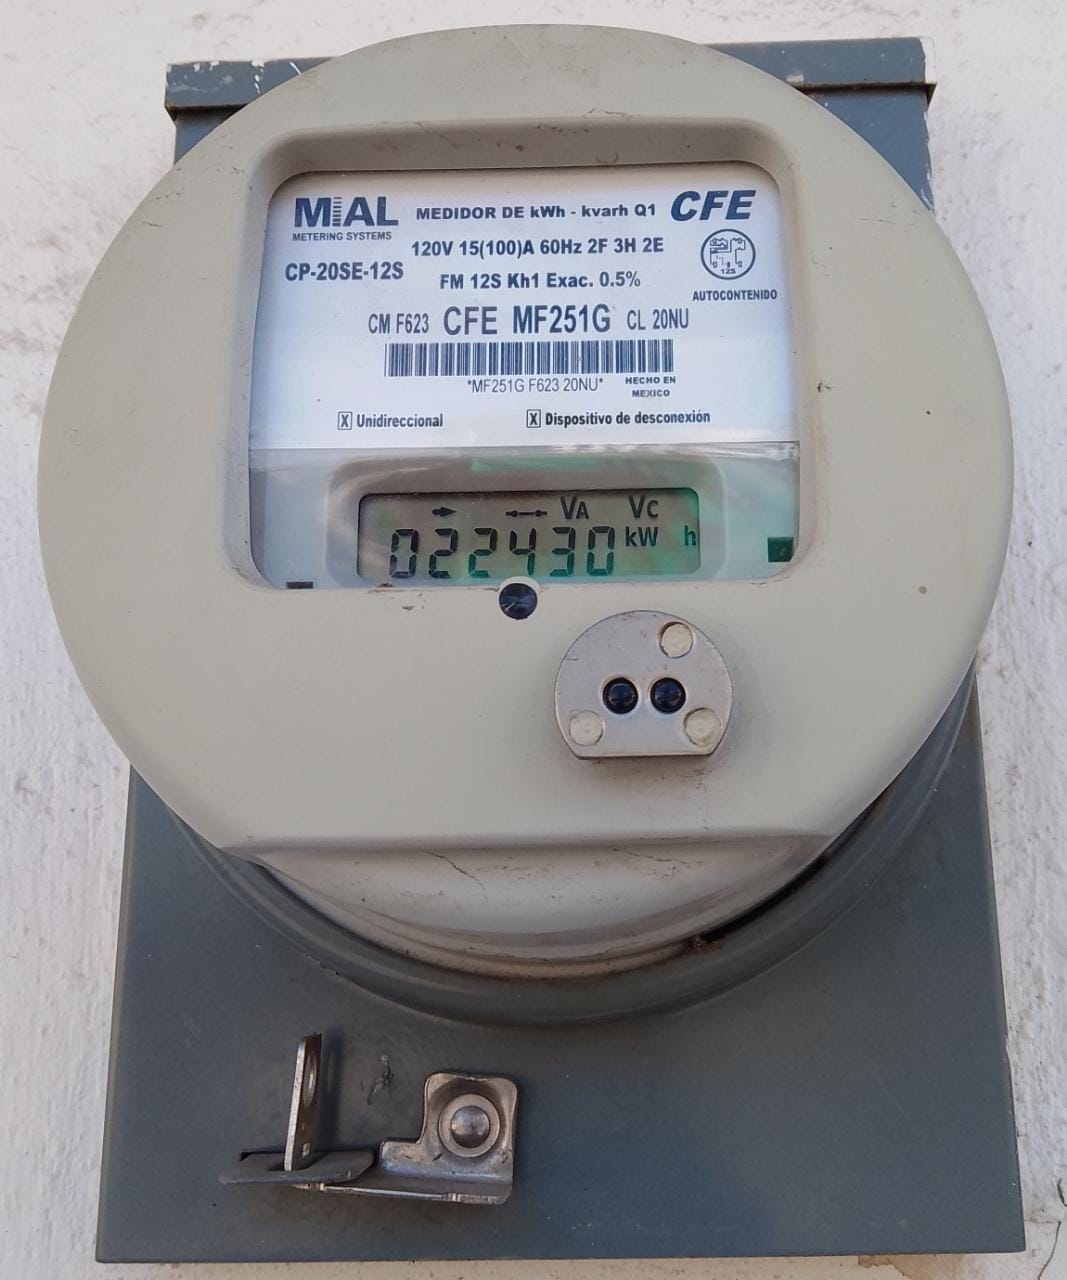 MIAL
METERING SYSTEMS
MEDIDOR DE kWh - kvarh Q1
CFE
120V 15(100)A 60Hz 2F 3H 2E
CP-20SE-12S
FM 12S Kh1 Exac. 0.5%
12S
AUTOCONTENIDO
CM F623 CFE MF251G CL 20NU
*MF251G F623 20NU*
HECHO EN
MEXICO
X Unidireccional
X Dispositivo de desconexión
VA VC
022430 kW h